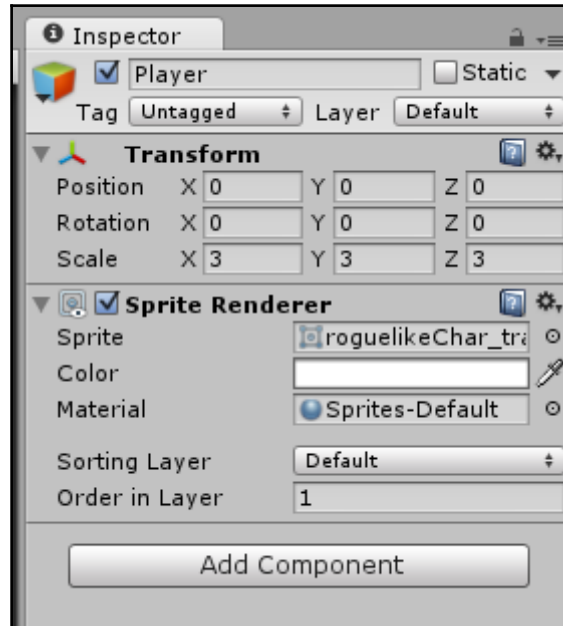 Inspector
Player Static
Tag Untagged Layer Default
Transform
Position X 0 Y 0 Z 0
Rotation X 0 Y 0 Z 0
Scale X 3 Y 3 Z 3
Sprite Renderer
Sprite roguelikeChar_tra
Color
Material Sprites-Default
Sorting Layer Default
Order in Layer 1
Add Component